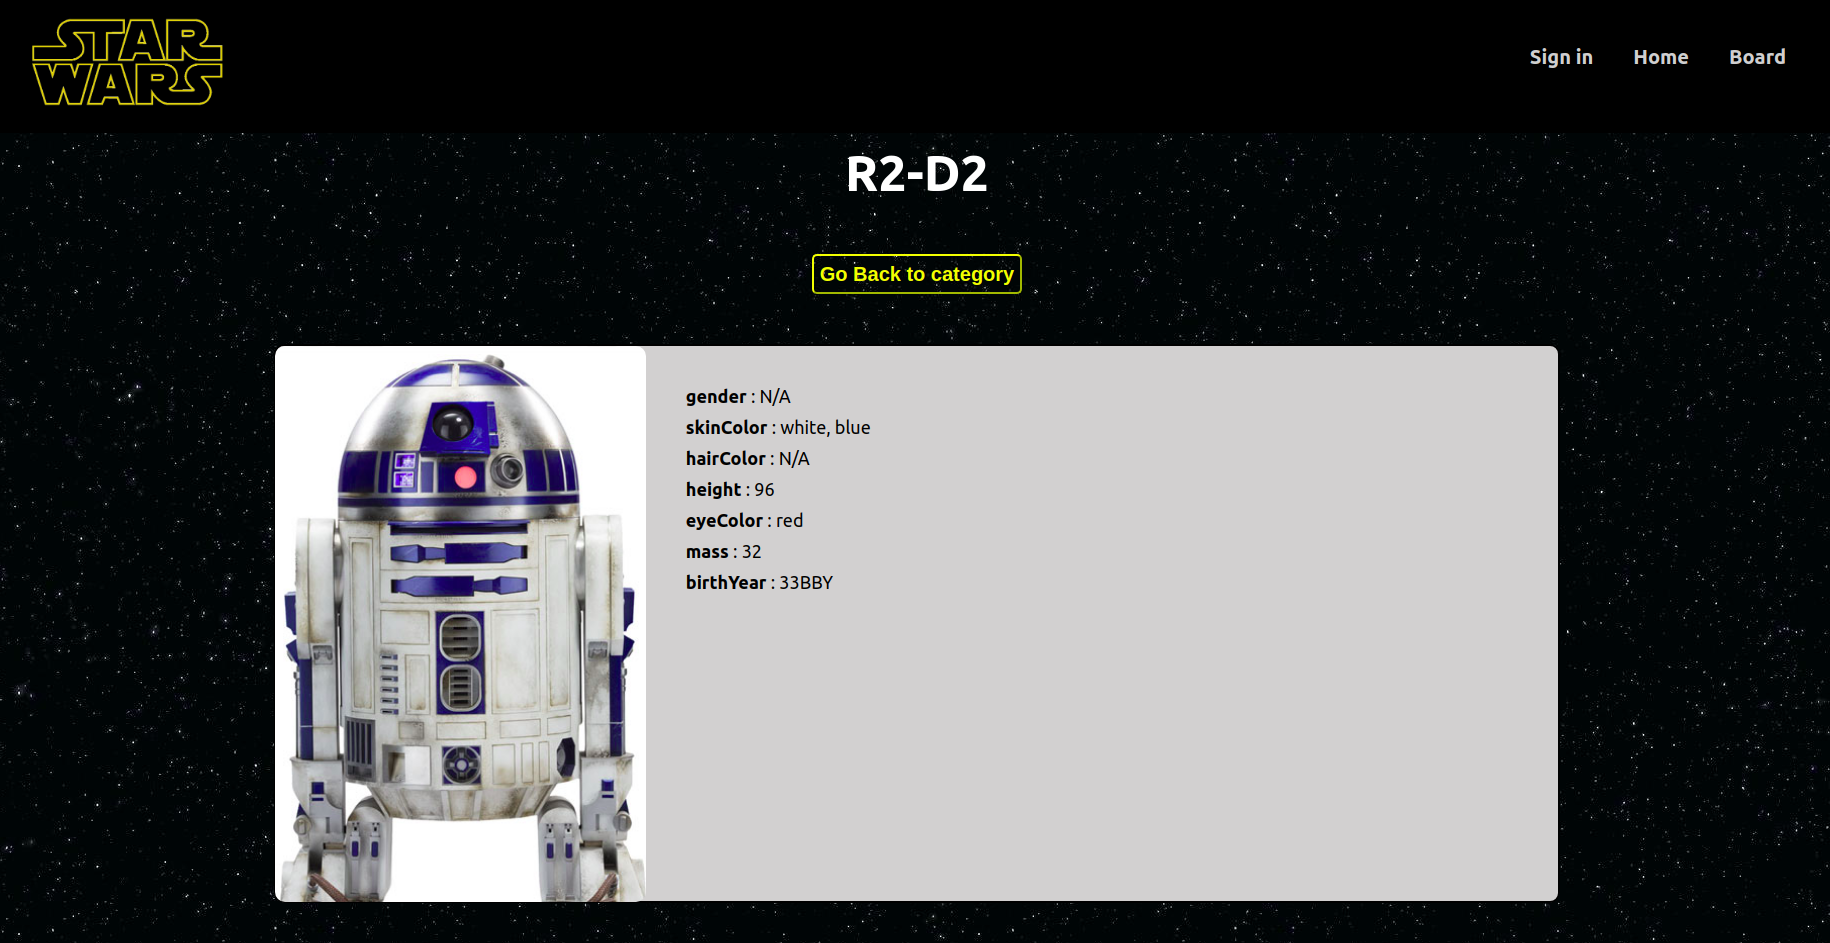 STAR
WARS
Sign in
Home
Board
R2-D2
Go Back to category
gender : N/A
skinColor : white, blue
hairColor : N/A
height : 96
eyeColor : red
mass : 32
birthYear : 33BBY